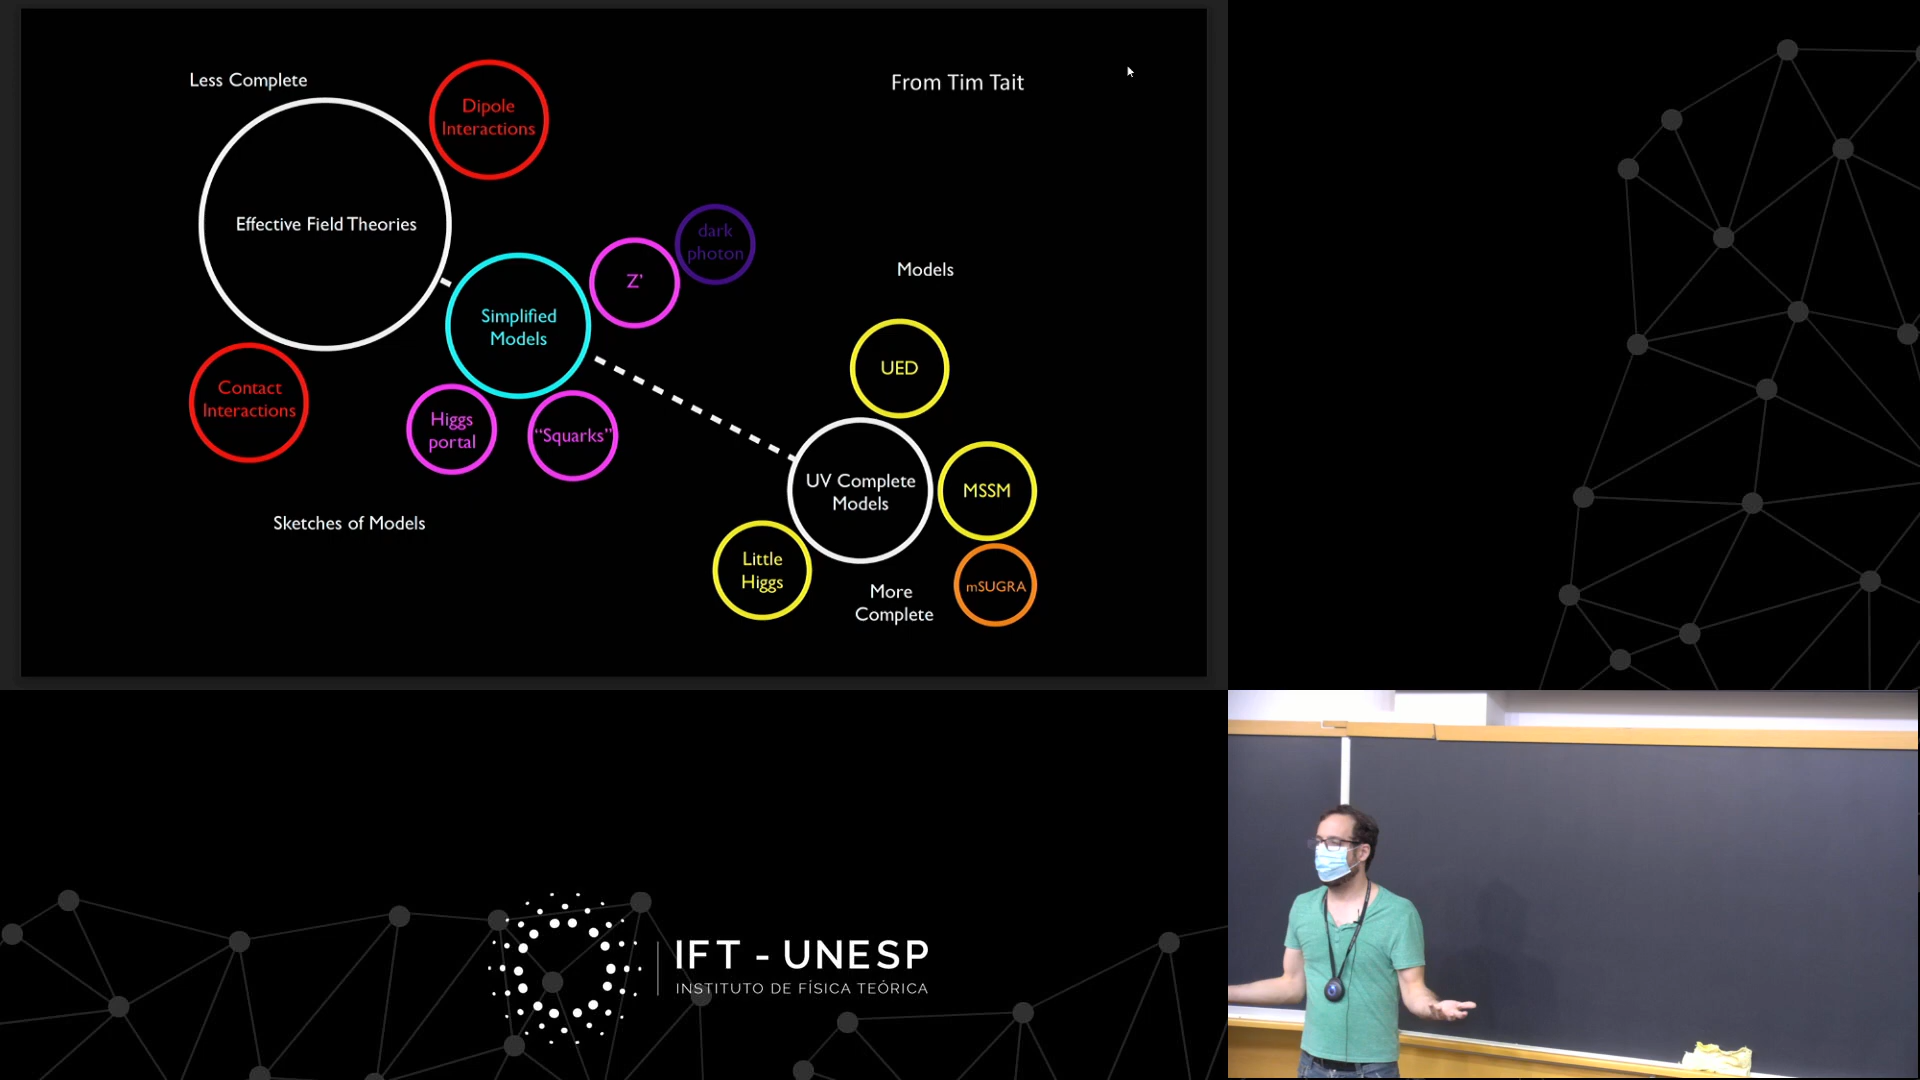 Less Complete
From Tim Tait
Dipole
Interactions
Effective Field Theories
dark
photon
Z'
Models
Simplified
Models
UED
Contact
Interactions
Higgs
portal
“Squarks”
UV Complete
Models
MSSM
Sketches of Models
Little
Higgs
More
Complete
mSUGRA
IFT - UNESP
INSTITUTO DE FÍSICA TEÓRICA